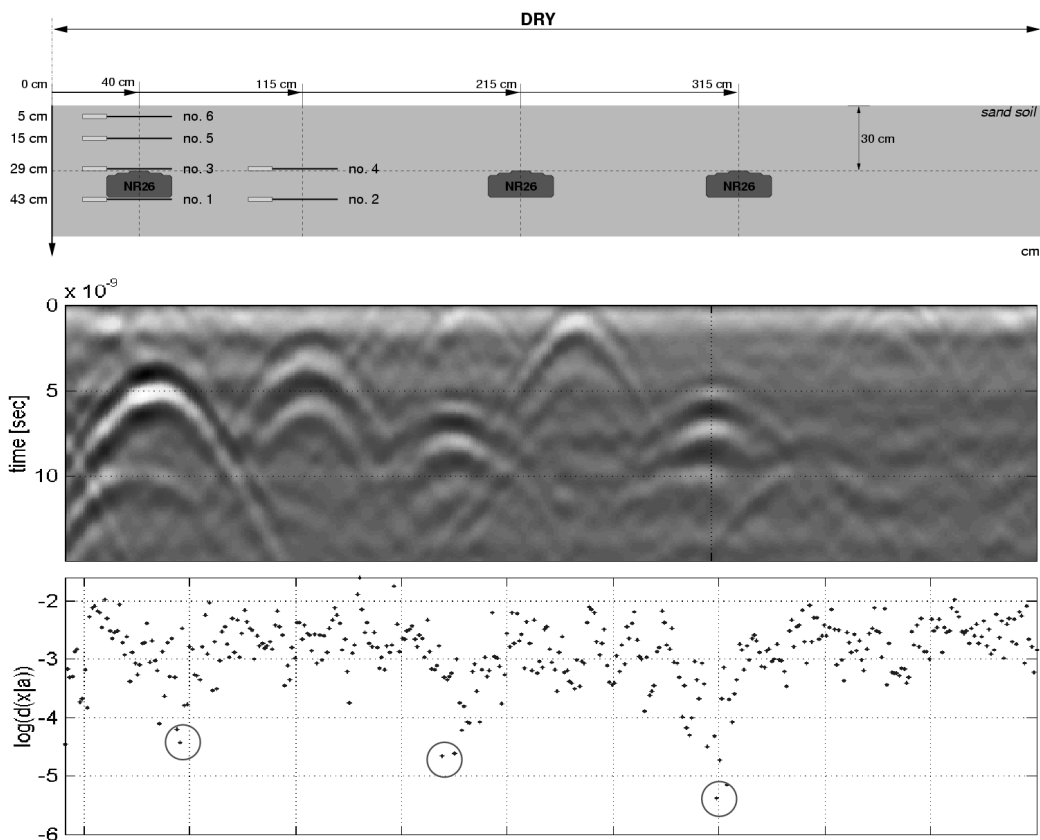 DRY
0 cm 40 cm 115 cm 215 cm 315 cm
5 cm no. 6 sand soil
15 cm no. 5 30 cm
29 cm no. 3 no. 4
NR26 NR26 NR26
43 cm no. 1 no. 2
cm
x 10^-9
0
5
10
time [sec]
-2
-3
-4
-5
-6
log(d(x|a))